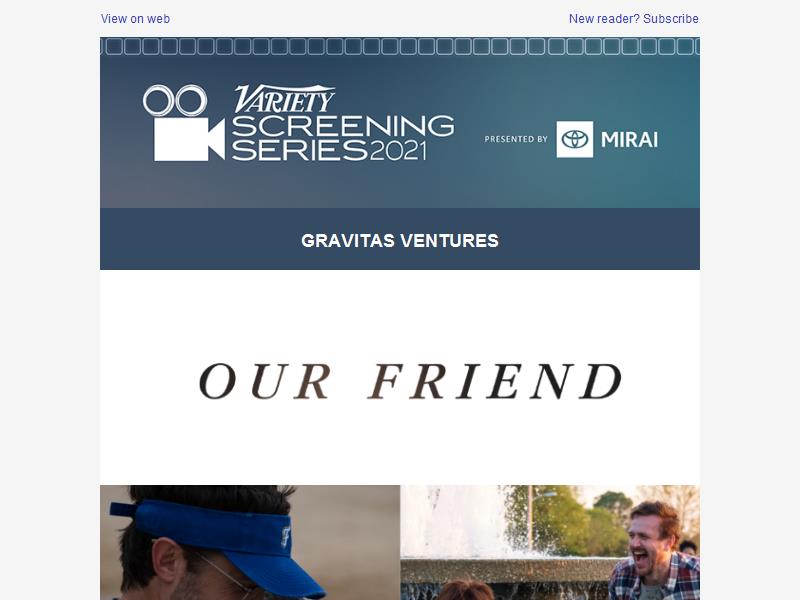 View on web
New reader? Subscribe
VARIETY
SCREENING
SERIES 2021
PRESENTED BY
MIRAI
GRAVITAS VENTURES
OUR FRIEND